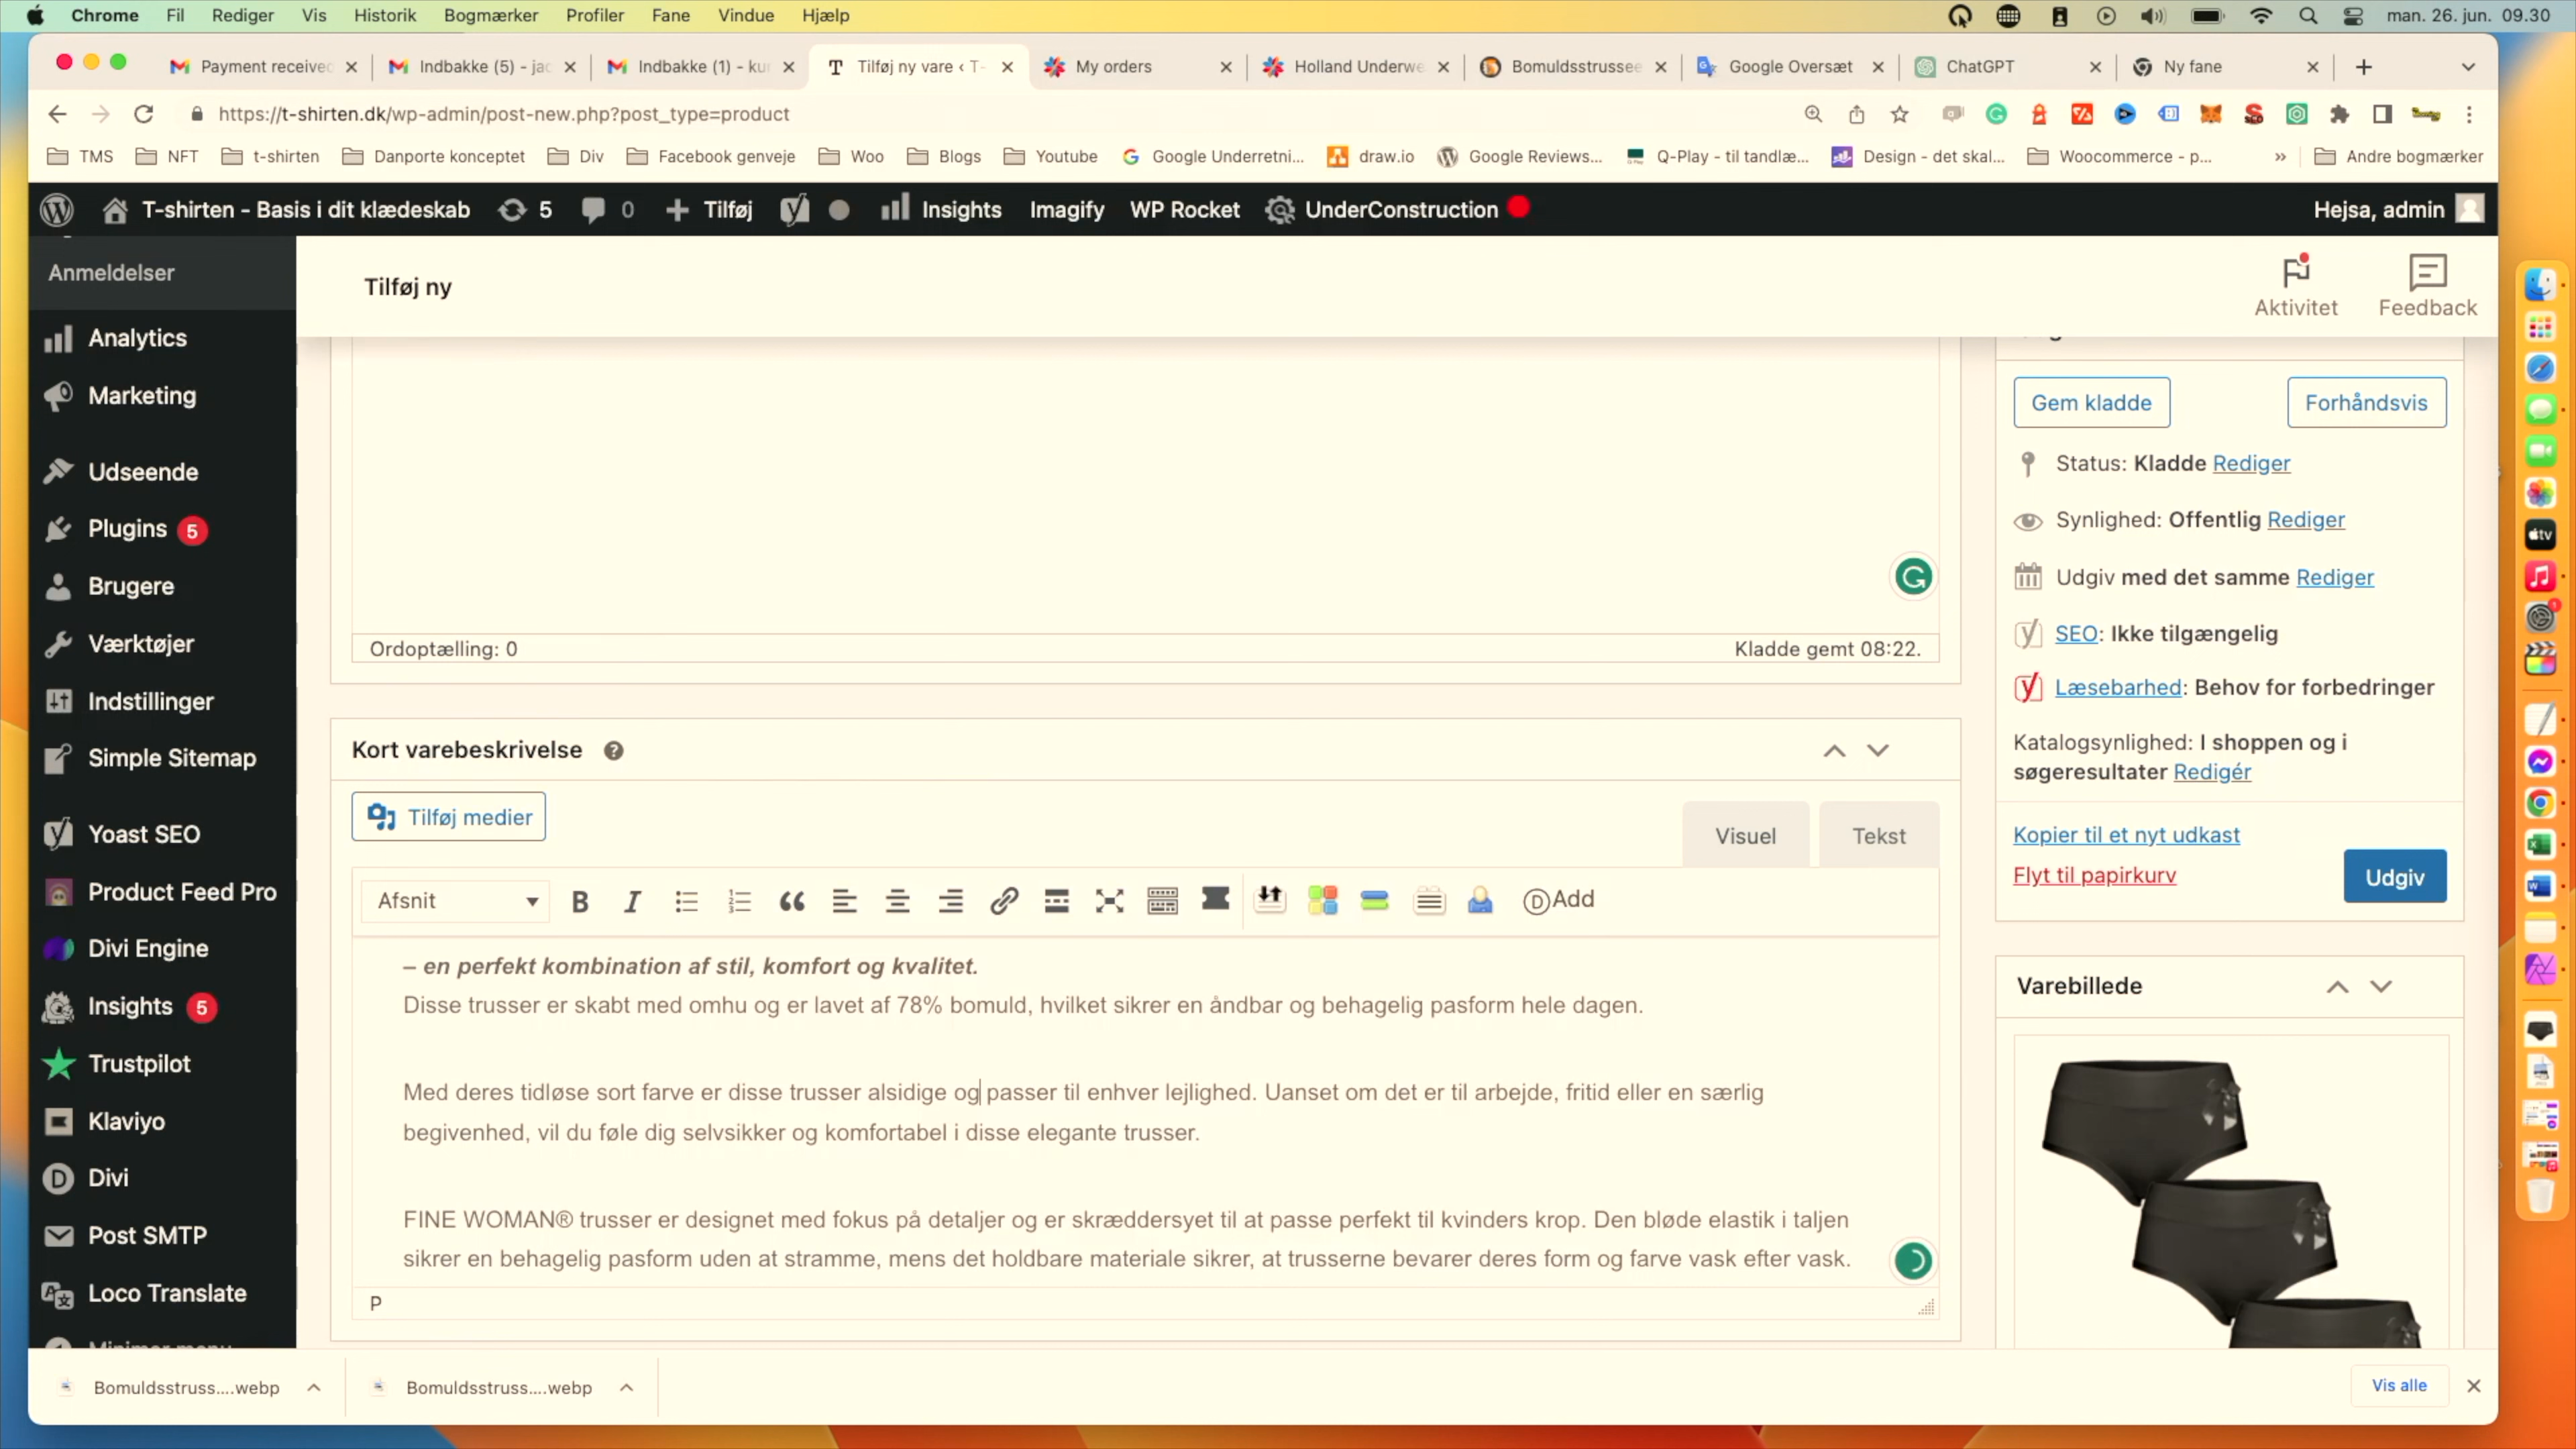 Chrome Fil Rediger Vis Historik Bogmærker Profiler Fane Vindue Hjælp man. 26. jun. 09.30
Payment received Indbakke (5) - jac Indbakke (1) - kun Tilføj ny vare ‹ T- My orders Holland Underwe Bomuldsstrussee Google Oversæt ChatGPT Ny fane
https://t-shirten.dk/wp-admin/post-new.php?post_type=product
TMS NFT t-shirten Danporte konceptet Div Facebook genveje Woo Blogs Youtube Google Underretni... draw.io Google Reviews... Q-Play - til tandlæ... Design - det skal... Woocommerce - p... » Andre bogmærker
T-shirten - Basis i dit klædeskab 5 0 Tilføj Insights Imagify WP Rocket UnderConstruction Hejsa, admin
Anmeldelser
Analytics
Marketing
Udseende
Plugins 5
Brugere
Værktøjer
Indstillinger
Simple Sitemap
Yoast SEO
Product Feed Pro
Divi Engine
Insights 5
Trustpilot
Klaviyo
Divi
Post SMTP
Loco Translate
Tilføj ny
Aktivitet Feedback
Ordoptælling: 0 Kladde gemt 08:22.
Kort varebeskrivelse
Tilføj medier
Visuel Tekst
Afsnit
Add
– en perfekt kombination af stil, komfort og kvalitet.
Disse trusser er skabt med omhu og er lavet af 78% bomuld, hvilket sikrer en åndbar og behagelig pasform hele dagen.
Med deres tidløse sort farve er disse trusser alsidige og passer til enhver lejlighed. Uanset om det er til arbejde, fritid eller en særlig
begivenhed, vil du føle dig selvsikker og komfortabel i disse elegante trusser.
FINE WOMAN® trusser er designet med fokus på detaljer og er skræddersyet til at passe perfekt til kvinders krop. Den bløde elastik i taljen
sikrer en behagelig pasform uden at stramme, mens det holdbare materiale sikrer, at trusserne bevarer deres form og farve vask efter vask.
P
Gem kladde Forhåndsvis
Status: Kladde Rediger
Synlighed: Offentlig Rediger
Udgiv med det samme Rediger
SEO: Ikke tilgængelig
Læsebarhed: Behov for forbedringer
Katalogsynlighed: I shoppen og i
søgeresultater Redigér
Kopier til et nyt udkast
Flyt til papirkurv
Udgiv
Varebillede
Bomuldsstruss....webp Bomuldsstruss....webp Vis alle